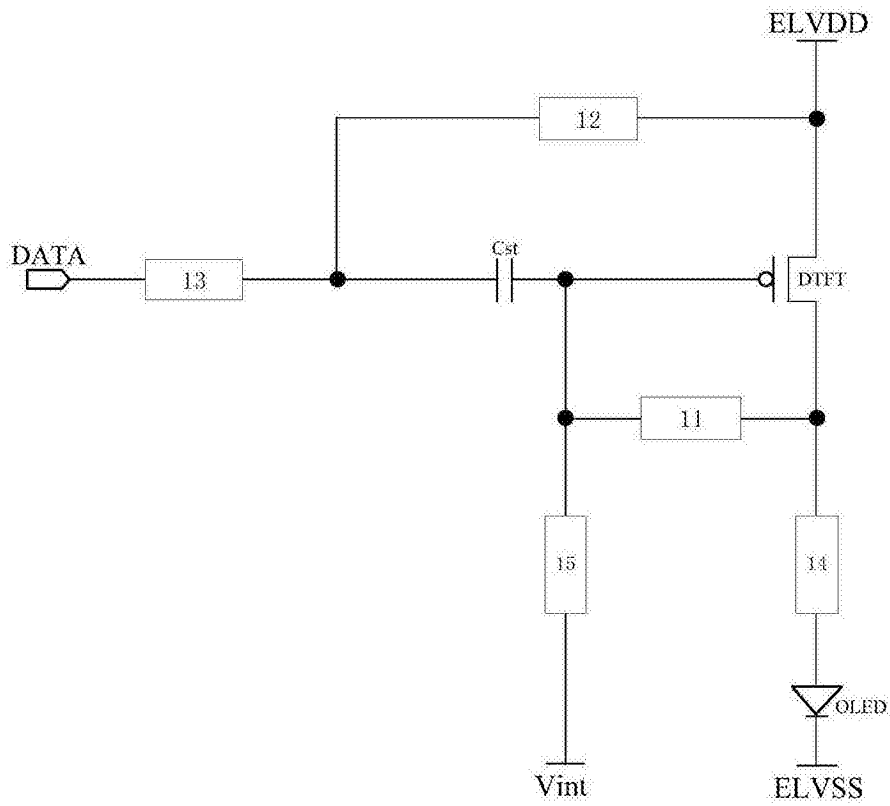 ELVDD
12
DATA
13
Cst
DTFT
11
15
14
OLED
Vint
ELVSS